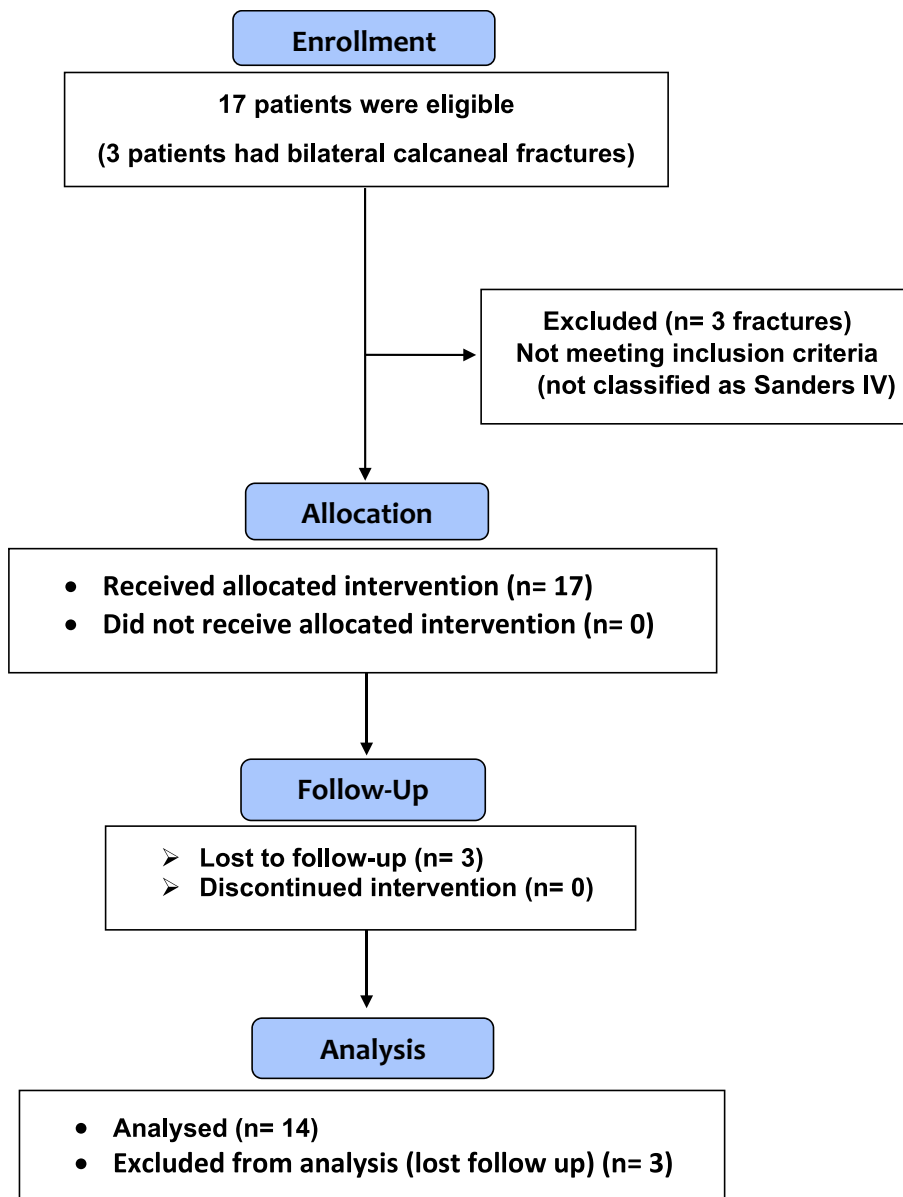 Enrollment
17 patients were eligible
(3 patients had bilateral calcaneal fractures)
Excluded (n= 3 fractures)
Not meeting inclusion criteria
(not classified as Sanders IV)
Allocation
• Received allocated intervention (n= 17)
• Did not receive allocated intervention (n= 0)
Follow-Up
➢ Lost to follow-up (n= 3)
➢ Discontinued intervention (n= 0)
Analysis
• Analysed (n= 14)
• Excluded from analysis (lost follow up) (n= 3)